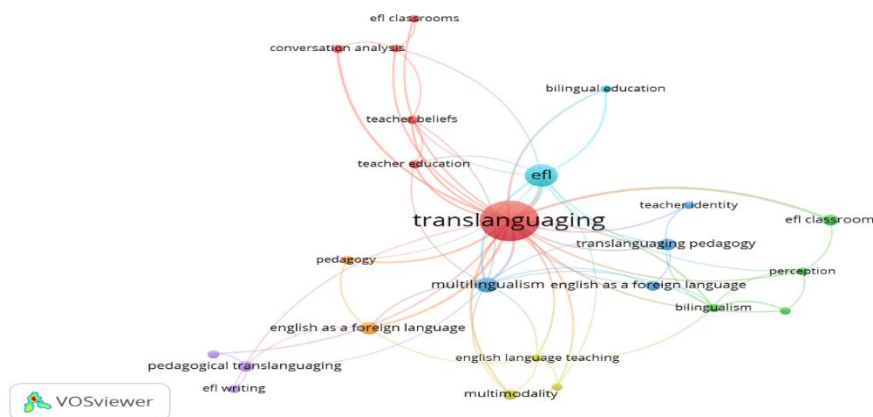 efl classrooms
conversation analysis
bilingual education
teacher beliefs
teacher education
efl
teacher identity
translanguaging
efl classroom
translanguaging pedagogy
pedagogy
perception
multilingualism
english as a foreign language
bilingualism
english as a foreign language
english language teaching
pedagogical translanguaging
efl writing
multimodality
VOSviewer